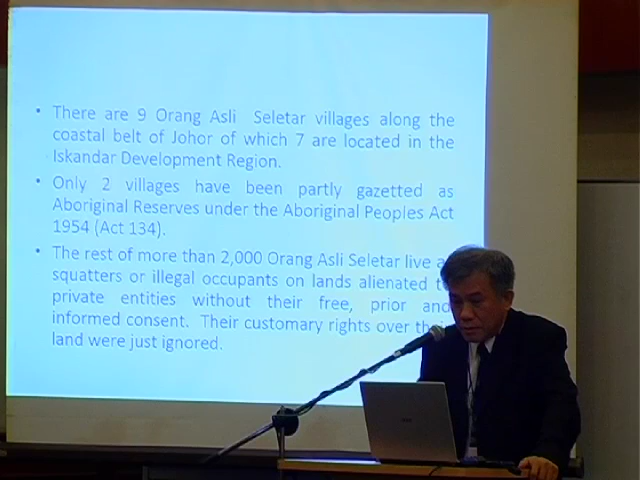 • There are 9 Orang Asli Seletar villages along the
coastal belt of Johor of which 7 are located in the
Iskandar Development Region.
• Only 2 villages have been partly gazetted as
Aboriginal Reserves under the Aboriginal Peoples Act
1954 (Act 134).
• The rest of more than 2,000 Orang Asli Seletar live
squatters or illegal occupants on lands alienated
private entities without their free, prior and
informed consent. Their customary rights over
land were just ignored.